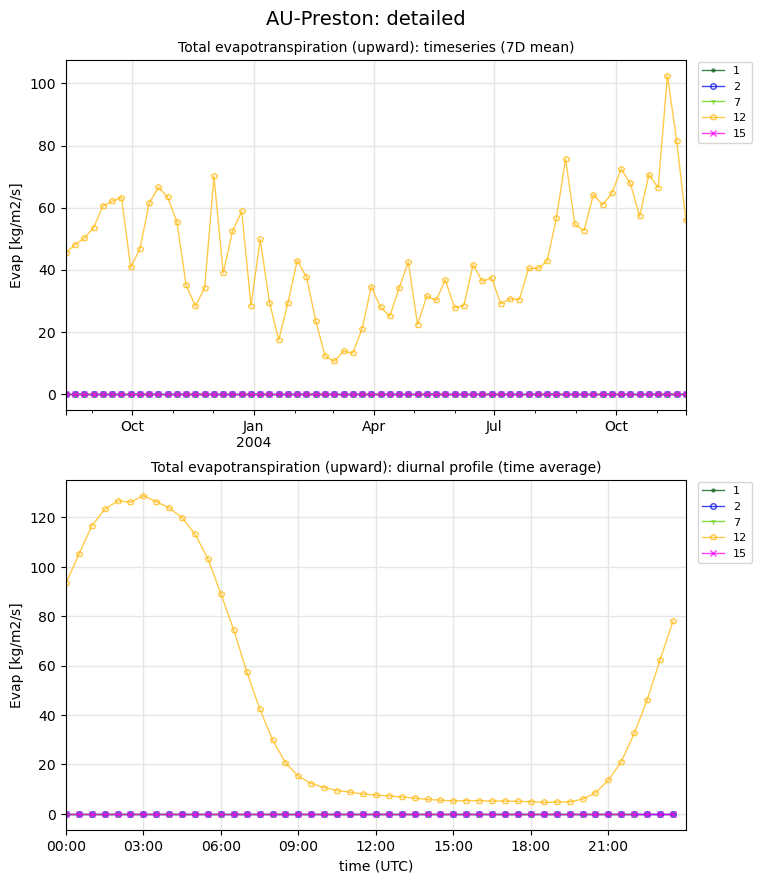 AU-Preston: detailed
Total evapotranspiration (upward): timeseries (7D mean)
Evap [kg/m2/s]
100
80
60
40
20
0
Oct
Jan
2004
Apr
Jul
Oct
1
2
7
12
15
Total evapotranspiration (upward): diurnal profile (time average)
Evap [kg/m2/s]
120
100
80
60
40
20
0
00:00
03:00
06:00
09:00
12:00
15:00
18:00
21:00
time (UTC)
1
2
7
12
15